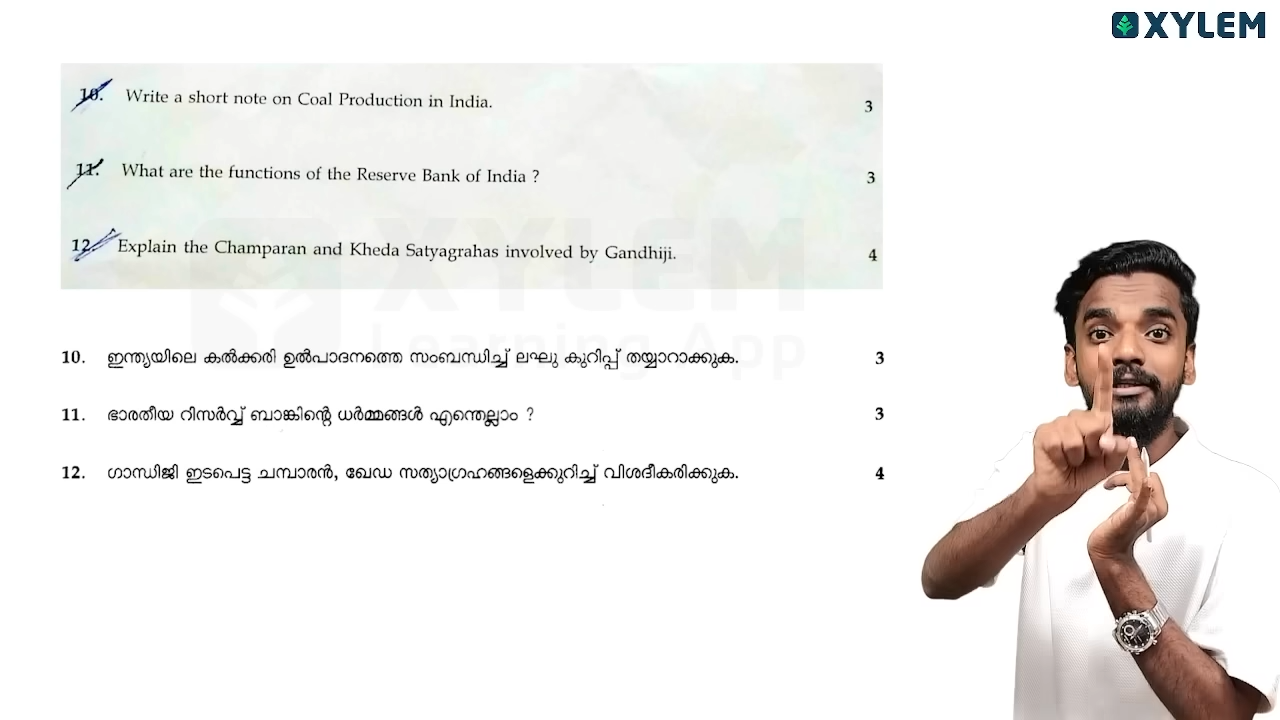 XYLEM
10. Write a short note on Coal Production in India. 3
11. What are the functions of the Reserve Bank of India ? 3
12. Explain the Champaran and Kheda Satyagrahas involved by Gandhiji. 4
XYLEM
Learning App
10. ഇന്ത്യയിലെ കൽക്കരി ഉൽപാദനത്തെ സംബന്ധിച്ച് ലഘു കുറിപ്പ് തയ്യാറാക്കുക. 3
11. ഭാരതീയ റിസർവ്വ് ബാങ്കിന്റെ ധർമ്മങ്ങൾ എന്തെല്ലാം ? 3
12. ഗാന്ധിജി ഇടപെട്ട ചമ്പാരൻ, ഖേഡ സത്യാഗ്രഹങ്ങളെക്കുറിച്ച് വിശദീകരിക്കുക. 4